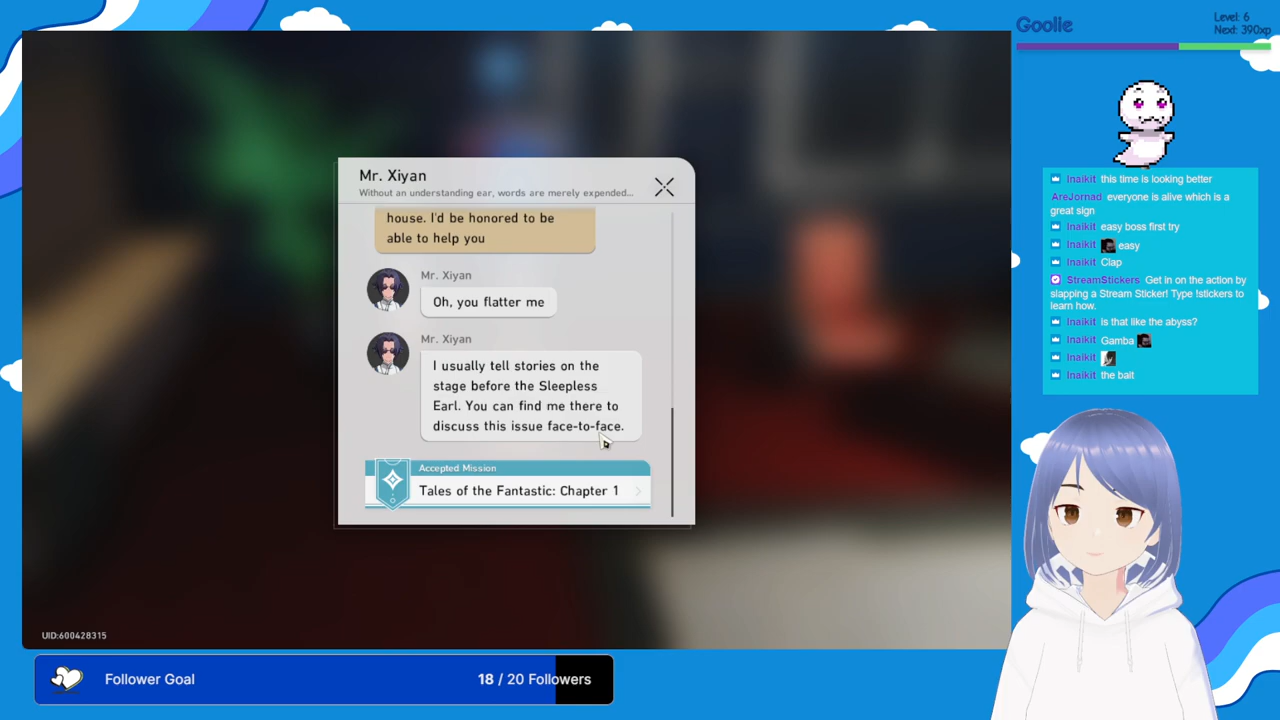 Goolie
Level: 6
Next: 390xp
Mr. Xiyan
Without an understanding ear, words are merely expended...
house. I'd be honored to be
able to help you
Mr. Xiyan
Oh, you flatter me
Mr. Xiyan
I usually tell stories on the
stage before the Sleepless
Earl. You can find me there to
discuss this issue face-to-face.
Accepted Mission
Tales of the Fantastic: Chapter 1
UID:600428315
Follower Goal
18 / 20 Followers
Inaikit this time is looking better
AreJornad everyone is alive which is a
great sign
Inaikit easy boss first try
Inaikit easy
Inaikit Clap
StreamStickers Get in on the action by
slapping a Stream Sticker! Type !stickers to
learn how.
Inaikit Is that like the abyss?
Inaikit Gamba
Inaikit
Inaikit the bait